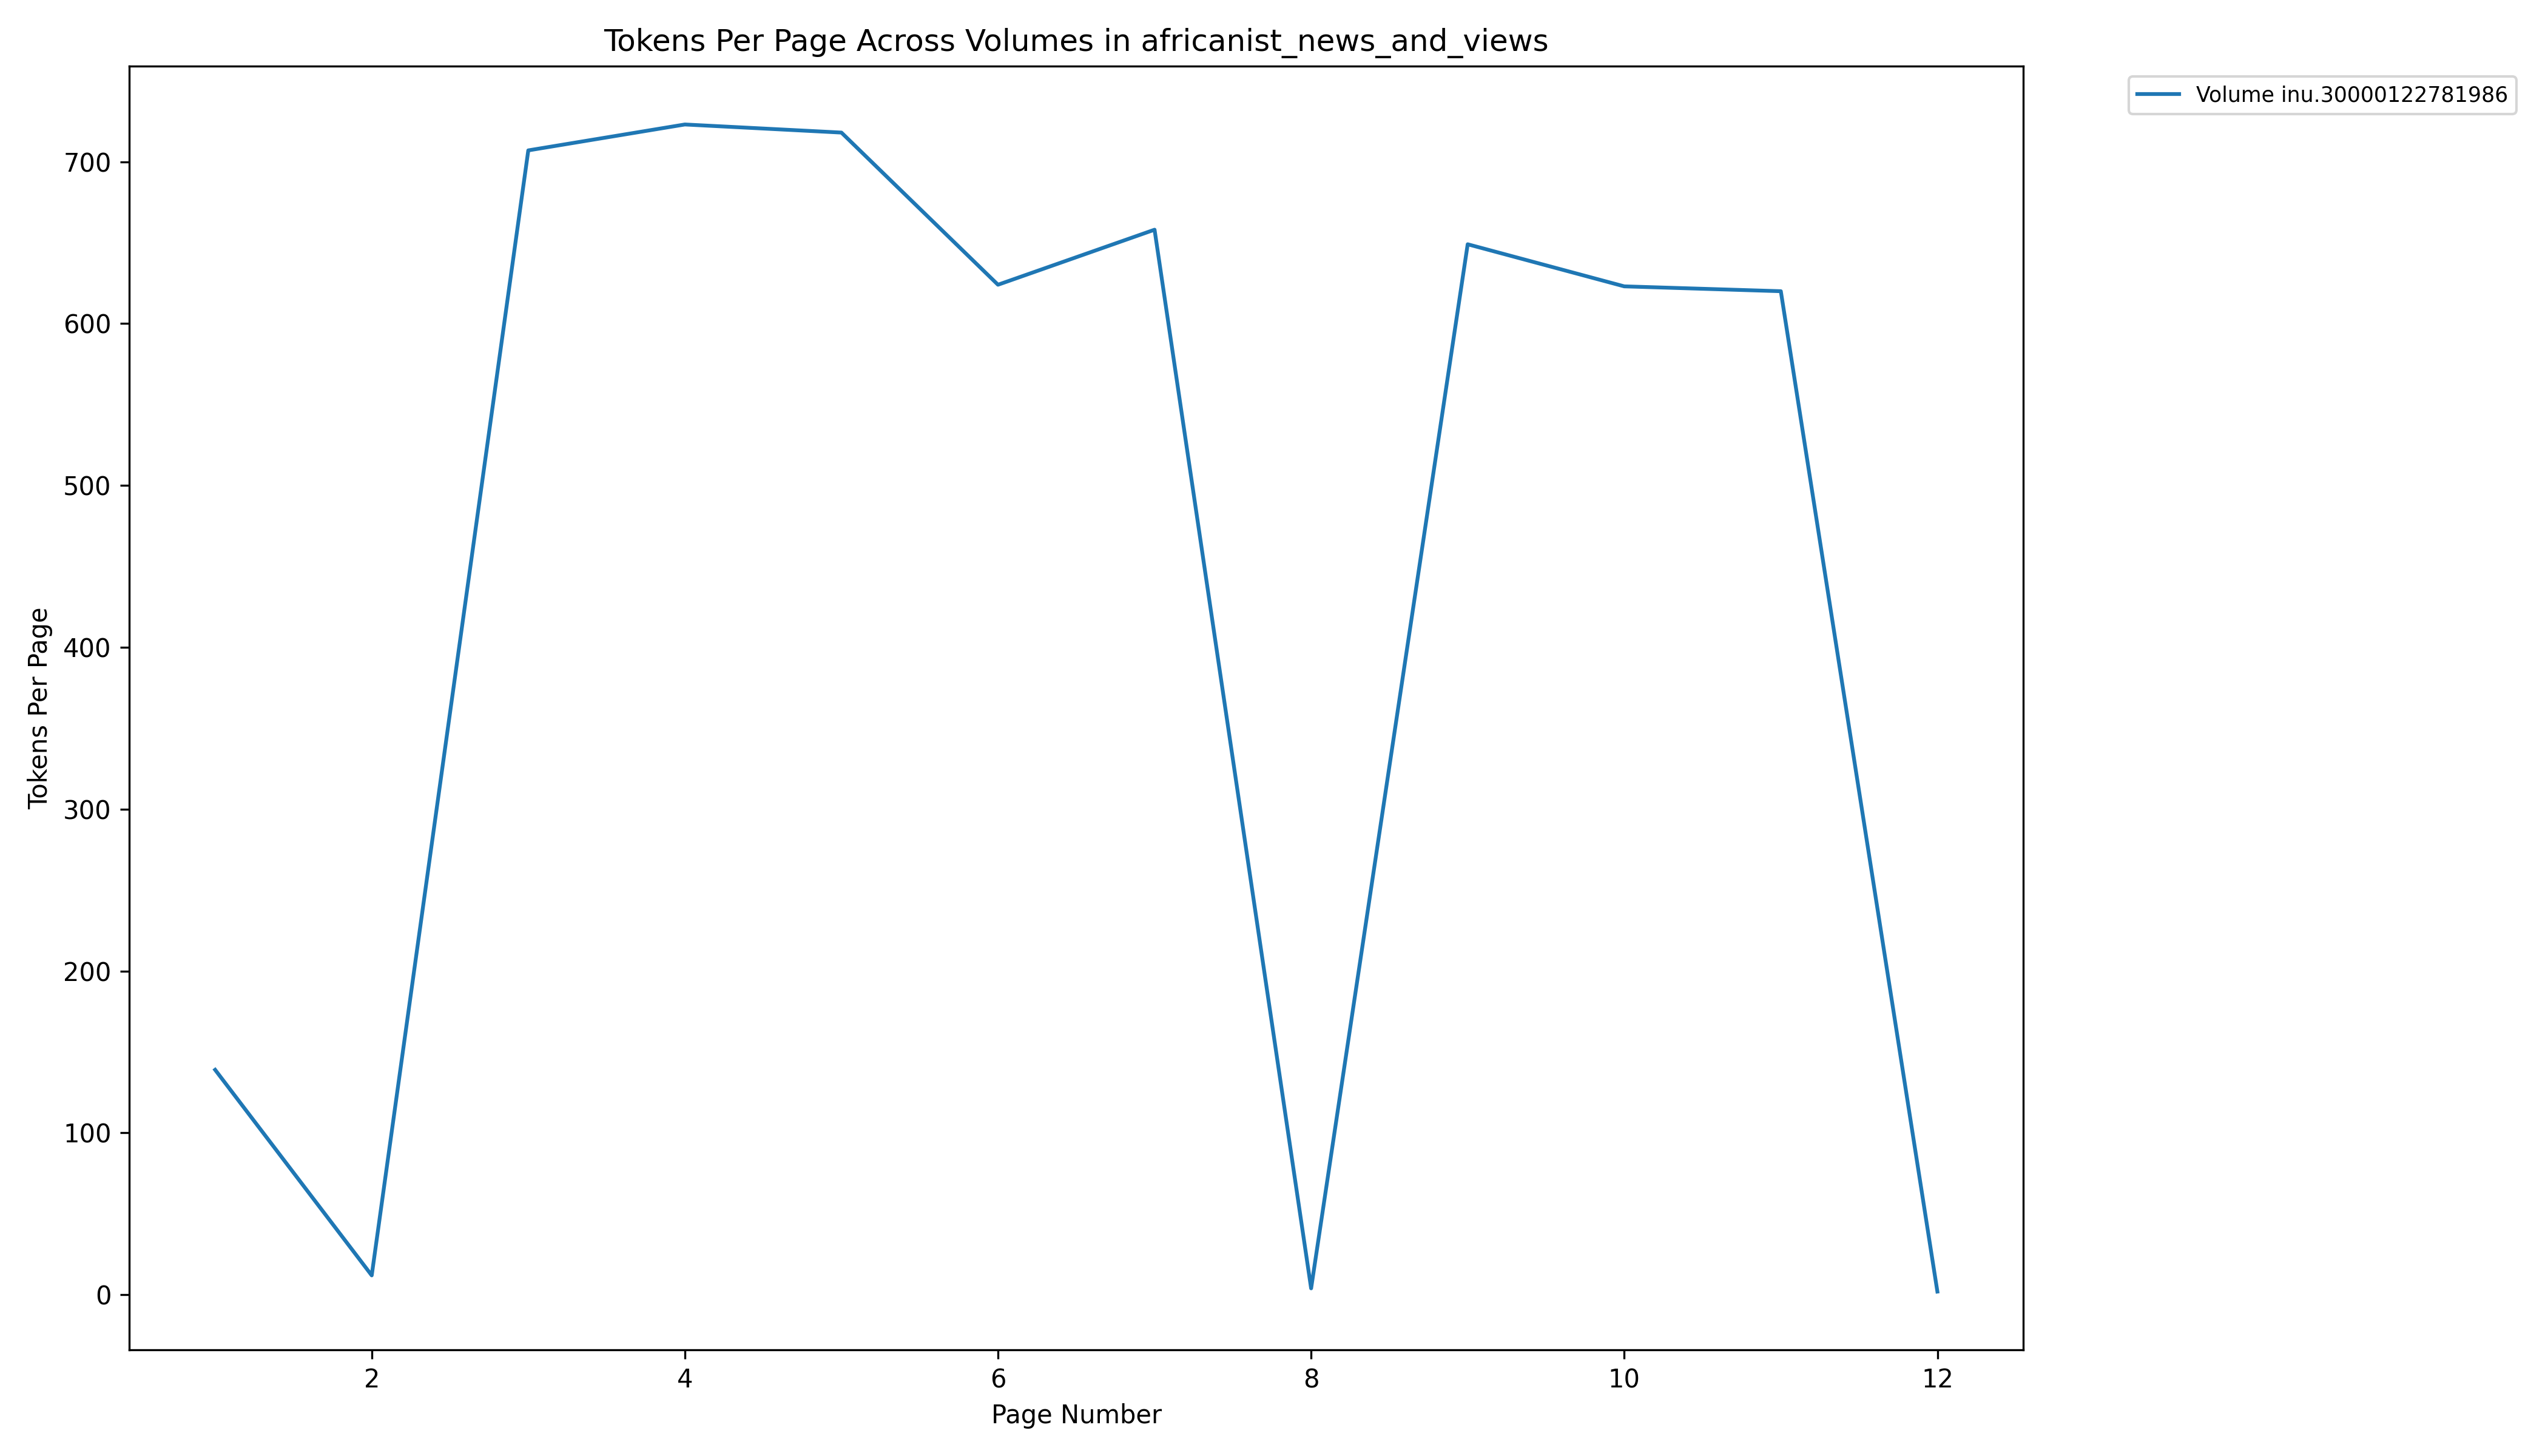 Tokens Per Page Across Volumes in africanist_news_and_views
Volume inu.30000122781986
Tokens Per Page
700
600
500
400
300
200
100
0
2 4 6 8 10 12
Page Number